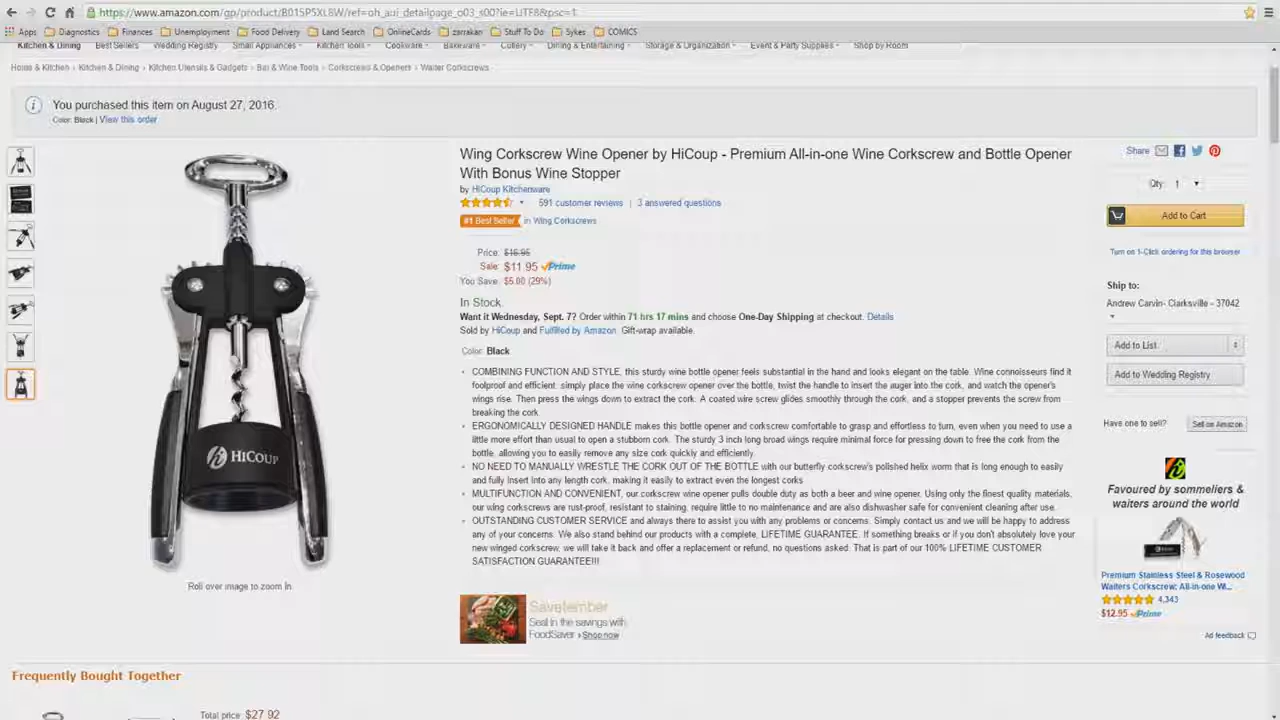 https://www.amazon.com/gp/product/B015P5XL8W/ref=oh_aui_detailpage_o03_s00?ie=UTF8&psc=1
Apps Diagnostics Finances Unemployment Food Delivery Land Search OnlineCards zarrakan Stuff To Do Sykes COMICS
Kitchen & Dining Best Sellers Wedding Registry Small Appliances Kitchen Tools Cookware Bakeware Cutlery Dining & Entertaining Storage & Organization Event & Party Supplies Shop by Room
Home & Kitchen › Kitchen & Dining › Kitchen Utensils & Gadgets › Bar & Wine Tools › Corkscrews & Openers › Waiter Corkscrews
You purchased this item on August 27, 2016.
Color: Black | View this order
Wing Corkscrew Wine Opener by HiCoup - Premium All-in-one Wine Corkscrew and Bottle Opener
With Bonus Wine Stopper
by HiCoup Kitchenware
591 customer reviews | 3 answered questions
#1 Best Seller in Wing Corkscrews
Price: $16.95
Sale: $11.95 Prime
You Save: $5.00 (29%)
In Stock.
Want it Wednesday, Sept. 7? Order within 71 hrs 17 mins and choose One-Day Shipping at checkout. Details
Sold by HiCoup and Fulfilled by Amazon. Gift-wrap available.
Color: Black
• COMBINING FUNCTION AND STYLE, this sturdy wine bottle opener feels substantial in the hand and looks elegant on the table. Wine connoisseurs find it
foolproof and efficient: simply place the wine corkscrew opener over the bottle, twist the handle to insert the auger into the cork, and watch the opener's
wings rise. Then press the wings down to extract the cork. A coated wire screw glides smoothly through the cork, and a stopper prevents the screw from
breaking the cork
• ERGONOMICALLY DESIGNED HANDLE makes this bottle opener and corkscrew comfortable to grasp and effortless to turn, even when you need to use a
little more effort than usual to open a stubborn cork. The sturdy 3 inch long broad wings require minimal force for pressing down to free the cork from the
bottle, allowing you to easily remove any size cork quickly and efficiently.
• NO NEED TO MANUALLY WRESTLE THE CORK OUT OF THE BOTTLE with our butterfly corkscrew's polished helix worm that is long enough to easily
and fully insert into any length cork, making it easy to extract even the longest corks
• MULTIFUNCTION AND CONVENIENT, our corkscrew wine opener pulls double duty as both a beer and wine opener. Using only the finest quality materials,
our wing corkscrews are rust-proof, resistant to staining, require little to no maintenance and are also dishwasher safe for convenient cleaning after use.
• OUTSTANDING CUSTOMER SERVICE and always there to assist you with any problems or concerns. Simply contact us and we will be happy to address
any of your concerns. We also stand behind our products with a complete, LIFETIME GUARANTEE. If something breaks or if you don't absolutely love your
new winged corkscrew, we will take it back and offer a replacement or refund, no questions asked. That is part of our 100% LIFETIME CUSTOMER
SATISFACTION GUARANTEE!!!
HICOUP
Roll over image to zoom in
Savetember
Seal in the savings with
FoodSaver ›Shop now
Share
Qty: 1
Add to Cart
Turn on 1-Click ordering for this browser
Ship to:
Andrew Carvin- Clarksville - 37042
Add to List
Add to Wedding Registry
Have one to sell? Sell on Amazon
Favoured by sommeliers &
waiters around the world
Premium Stainless Steel & Rosewood
Waiters Corkscrew: All-in-one Wi...
4,343
$12.95 Prime
Ad feedback
Frequently Bought Together
Total price: $27.92